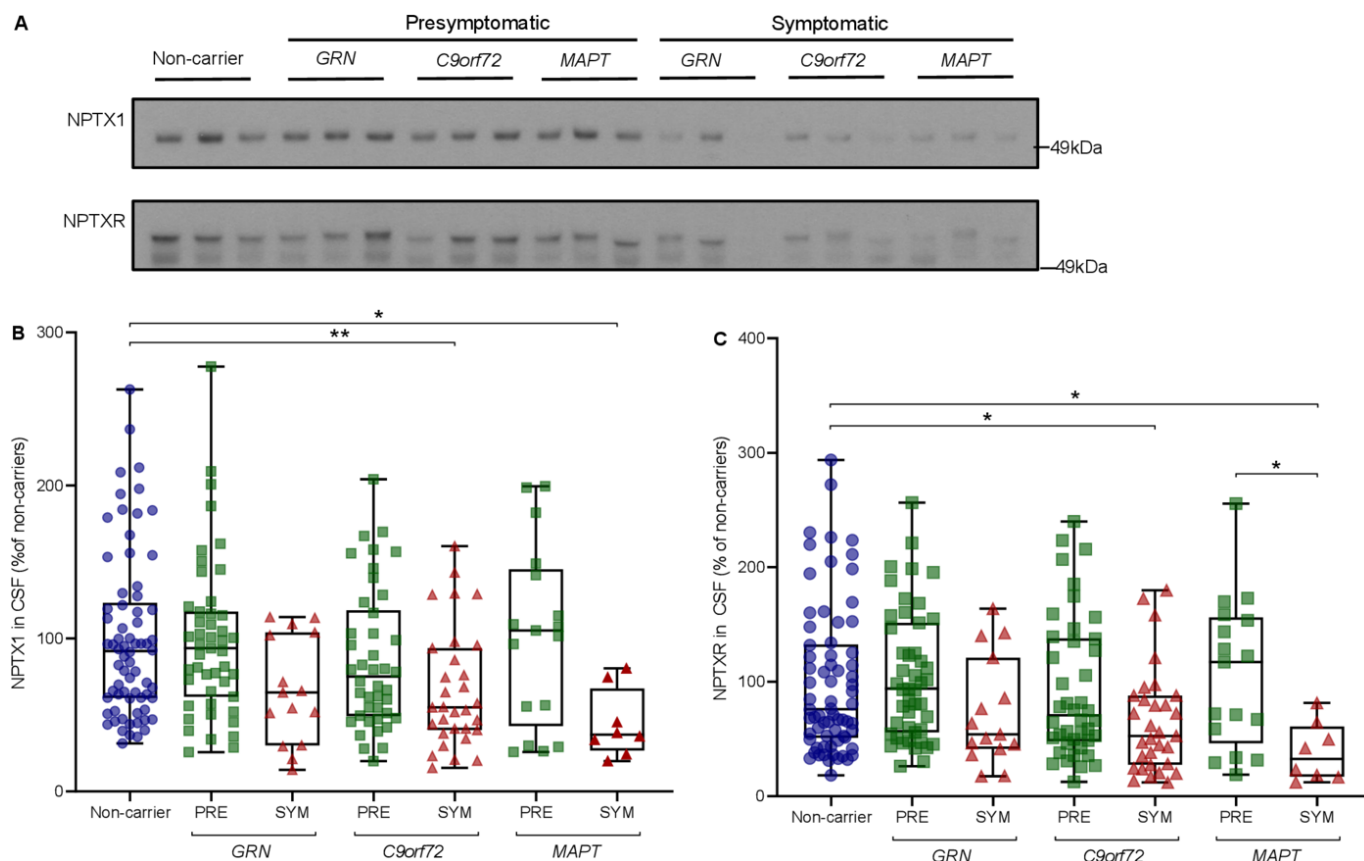 A
Presymptomatic Symptomatic
Non-carrier GRN C9orf72 MAPT GRN C9orf72 MAPT
NPTX1
49kDa
NPTXR
49kDa
B
NPTX1 in CSF (%of non-carriers)
300
200
100
0
*
**
Non-carrier PRE SYM PRE SYM PRE SYM
GRN C9orf72 MAPT
C
NPTXR in CSF (% of non-carriers)
400
300
200
100
0
*
*
*
Non-carrier PRE SYM PRE SYM PRE SYM
GRN C9orf72 MAPT